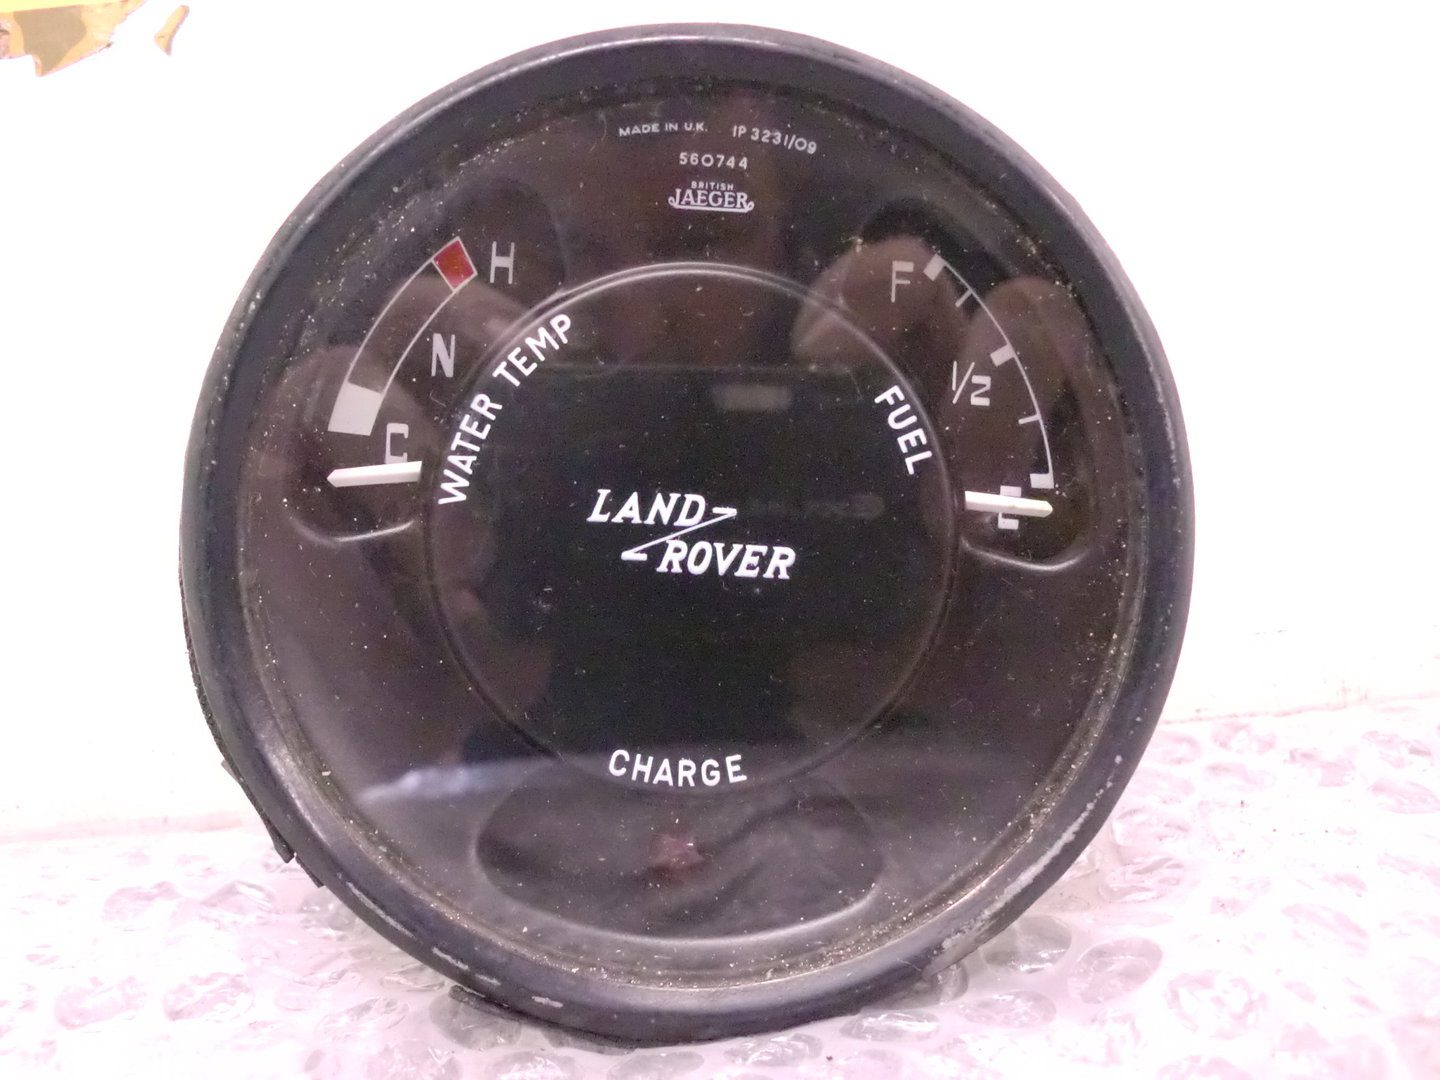 MADE IN U.K. IP 3231/09
560744
BRITISH
JAEGER
H
N
C
WATER TEMP
F
1/2
E
FUEL
LAND
ROVER
CHARGE